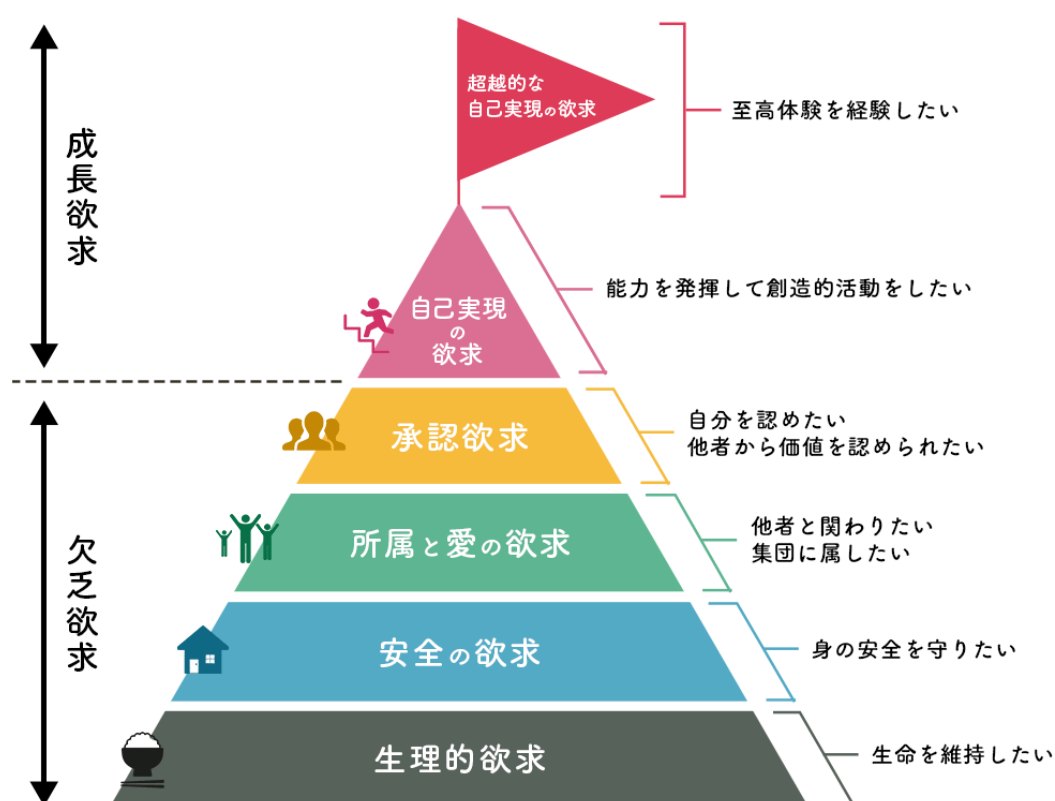 超越的な
自己実現の欲求
至高体験を経験したい
成長欲求
自己実現
の
欲求
能力を発揮して創造的活動をしたい
承認欲求
自分を認めたい
他者から価値を認められたい
所属と愛の欲求
他者と関わりたい
集団に属したい
欠乏欲求
安全の欲求
身の安全を守りたい
生理的欲求
生命を維持したい